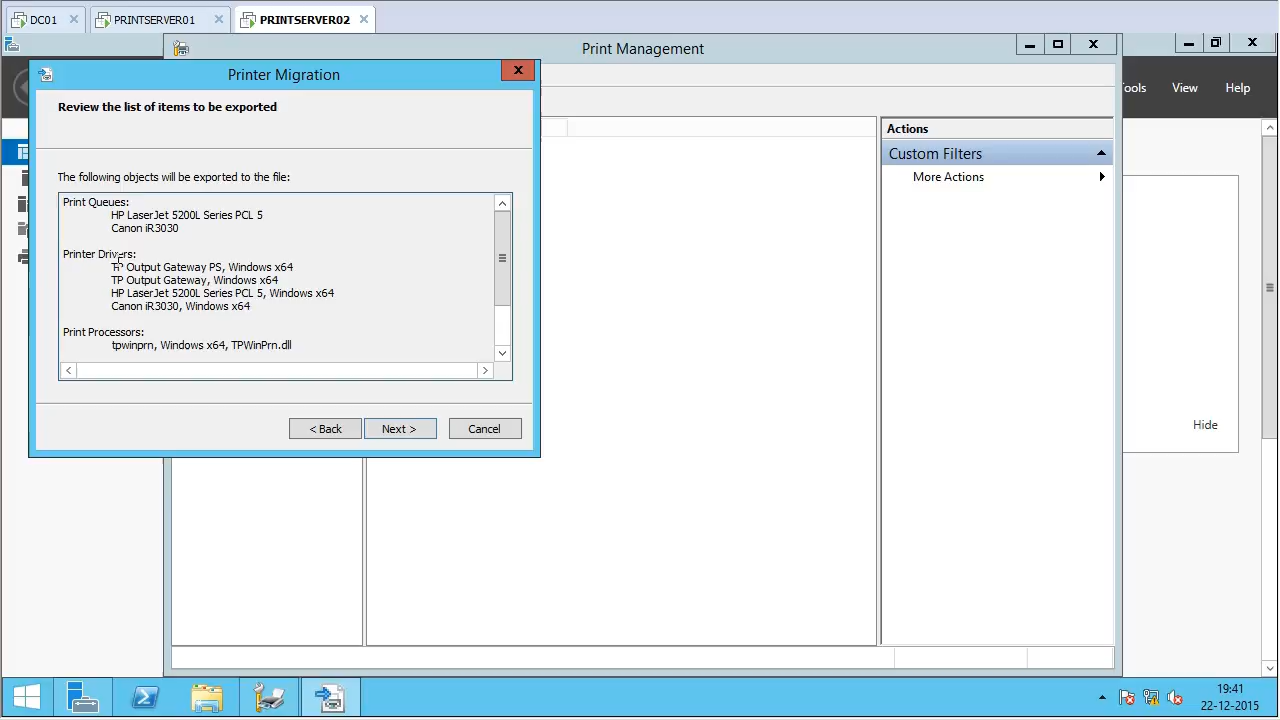 DC01
PRINTSERVER01
PRINTSERVER02
Print Management
Printer Migration
Tools
View
Help
Review the list of items to be exported
Actions
Custom Filters
More Actions
The following objects will be exported to the file:
Print Queues:
HP LaserJet 5200L Series PCL 5
Canon iR3030
Printer Drivers:
TP Output Gateway PS, Windows x64
TP Output Gateway, Windows x64
HP LaserJet 5200L Series PCL 5, Windows x64
Canon iR3030, Windows x64
Print Processors:
tpwinprn, Windows x64, TPWinPrn.dll
< Back
Next >
Cancel
Hide
19:41
22-12-2015